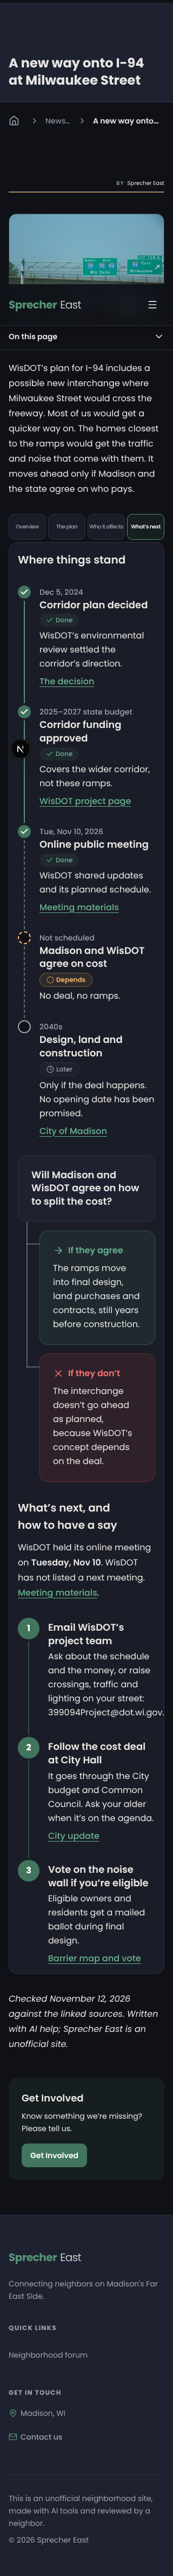 A new way onto I-94
at Milwaukee Street
News...
A new way onto...
BY Sprecher East
Sprecher East
On this page
WisDOT's plan for I-94 includes a
possible new interchange where
Milwaukee Street would cross the
freeway. Most of us would get a
quicker way on. The homes closest
to the ramps would get the traffic
and noise that come with them. It
moves ahead only if Madison and
the state agree on who pays.
Overview
The plan
Who it affects
What's next
Where things stand
Dec 5, 2024
Corridor plan decided
Done
WisDOT's environmental
review settled the
corridor's direction.
The decision
2025–2027 state budget
Corridor funding
approved
Done
Covers the wider corridor,
not these ramps.
WisDOT project page
N
Tue, Nov 10, 2026
Online public meeting
Done
WisDOT shared updates
and its planned schedule.
Meeting materials
Not scheduled
Madison and WisDOT
agree on cost
Depends
No deal, no ramps.
2040s
Design, land and
construction
Later
Only if the deal happens.
No opening date has been
promised.
City of Madison
Will Madison and
WisDOT agree on how
to split the cost?
If they agree
The ramps move
into final design,
land purchases and
contracts, still years
before construction.
If they don't
The interchange
doesn't go ahead
as planned,
because WisDOT's
concept depends
on the deal.
What's next, and
how to have a say
WisDOT held its online meeting
on Tuesday, Nov 10. WisDOT
has not listed a next meeting.
Meeting materials.
1
Email WisDOT's
project team
Ask about the schedule
and the money, or raise
crossings, traffic and
lighting on your street:
399094Project@dot.wi.gov.
2
Follow the cost deal
at City Hall
It goes through the City
budget and Common
Council. Ask your alder
when it's on the agenda.
City update
3
Vote on the noise
wall if you're eligible
Eligible owners and
residents get a mailed
ballot during final
design.
Barrier map and vote
Checked November 12, 2026
against the linked sources. Written
with AI help; Sprecher East is an
unofficial site.
Get Involved
Know something we're missing?
Please tell us.
Get Involved
Sprecher East
Connecting neighbors on Madison's Far
East Side.
QUICK LINKS
Neighborhood forum
GET IN TOUCH
Madison, WI
Contact us
This is an unofficial neighborhood site,
made with AI tools and reviewed by a
neighbor.
© 2026 Sprecher East